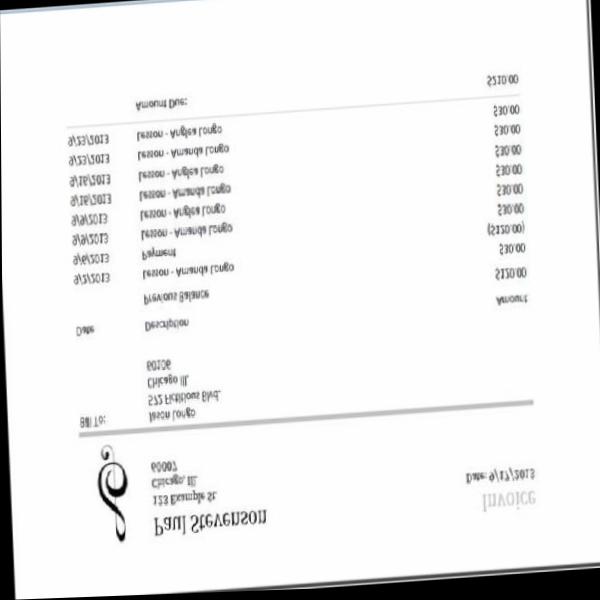 Paul Stevenson
Invoice
123 Example St.
Chicago, ILL
60007
Date: 9/17/2013
Bill To:
Jason Longo
572 Fictitious Blvd.
Chicago Ill.
60106
Date Description Amount
Previous Balance $120.00
9/2/2013 Lesson - Amanda Longo $30.00
9/6/2013 Payment ($120.00)
9/9/2013 Lesson - Amanda Longo $30.00
9/9/2013 Lesson - Anglea Longo $30.00
9/16/2013 Lesson - Amanda Longo $30.00
9/16/2013 Lesson - Anglea Longo $30.00
9/23/2013 Lesson - Amanda Longo $30.00
9/23/2013 Lesson - Anglea Longo $30.00
Amount Due: $210.00